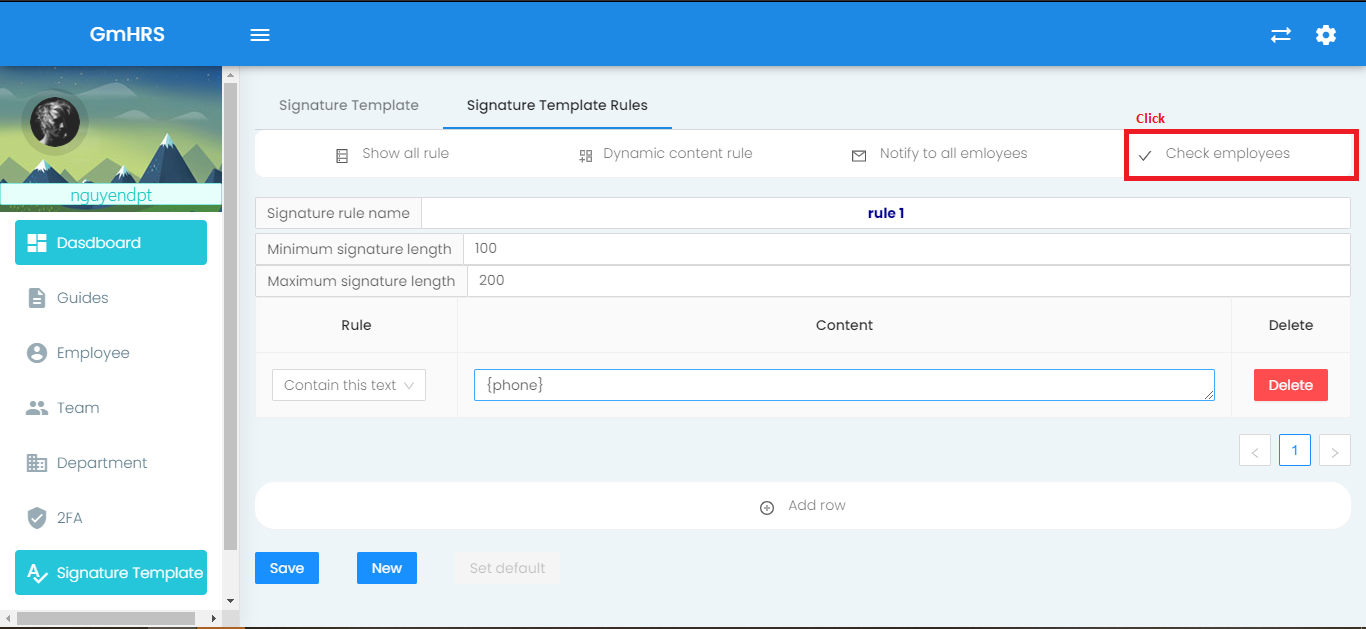 GmHRS
nguyendpt
Dasdboard
Guides
Employee
Team
Department
2FA
Signature Template
Signature Template
Signature Template Rules
Click
Show all rule
Dynamic content rule
Notify to all emloyees
Check employees
Signature rule name
rule 1
Minimum signature length
100
Maximum signature length
200
Rule
Content
Delete
Contain this text
{phone}
Delete
<
1
>
Add row
Save
New
Set default